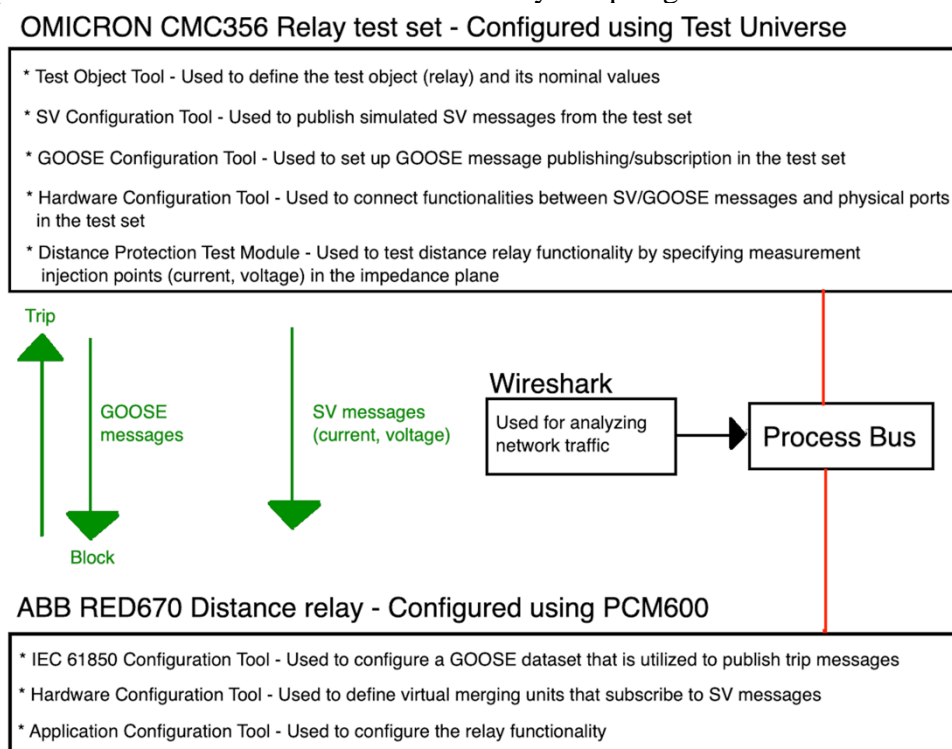 OMICRON CMC356 Relay test set - Configured using Test Universe
* Test Object Tool - Used to define the test object (relay) and its nominal values
* SV Configuration Tool - Used to publish simulated SV messages from the test set
* GOOSE Configuration Tool - Used to set up GOOSE message publishing/subscription in the test set
* Hardware Configuration Tool - Used to connect functionalities between SV/GOOSE messages and physical ports
in the test set
* Distance Protection Test Module - Used to test distance relay functionality by specifying measurement
injection points (current, voltage) in the impedance plane
Trip
GOOSE
messages
Block
SV messages
(current, voltage)
Wireshark
Used for analyzing
network traffic
Process Bus
ABB RED670 Distance relay - Configured using PCM600
* IEC 61850 Configuration Tool - Used to configure a GOOSE dataset that is utilized to publish trip messages
* Hardware Configuration Tool - Used to define virtual merging units that subscribe to SV messages
* Application Configuration Tool - Used to configure the relay functionality